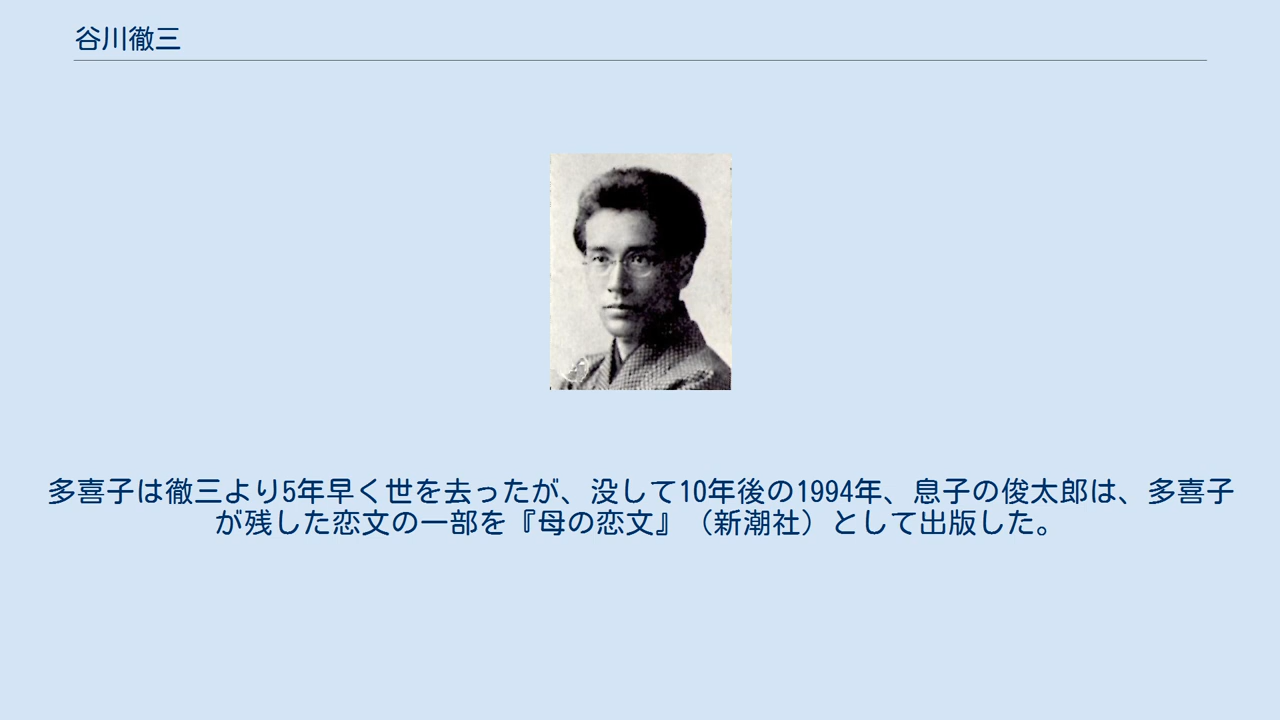 谷川徹三
多喜子は徹三より5年早く世を去ったが、没して10年後の1994年、息子の俊太郎は、多喜子
が残した恋文の一部を『母の恋文』（新潮社）として出版した。